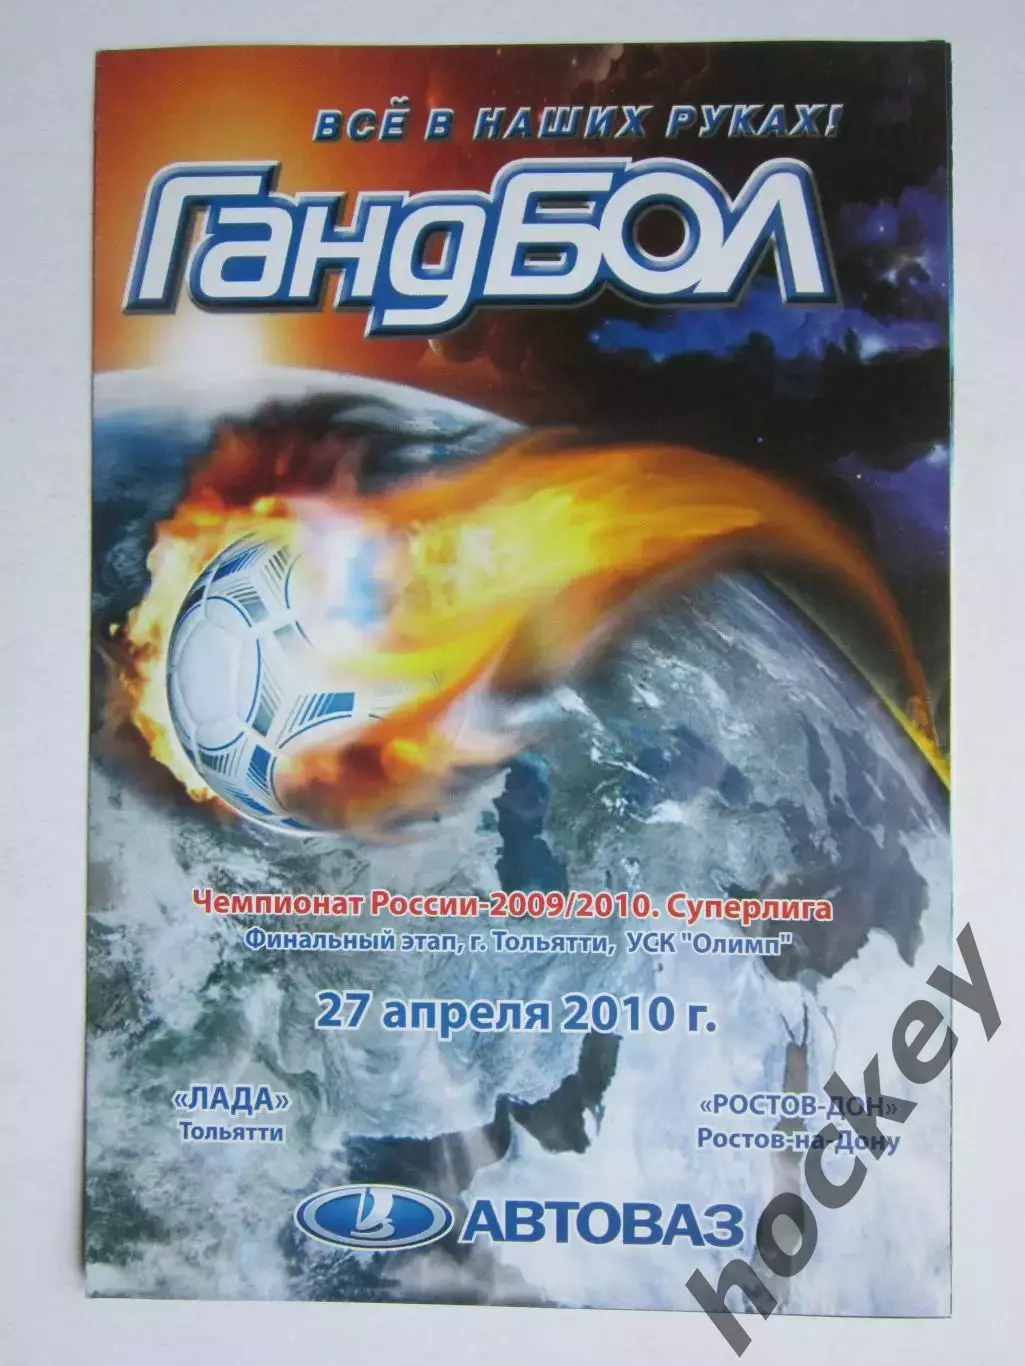 ВСЁ В НАШИХ РУКАХ!
ГандБОЛ
Чемпионат России-2009/2010. Суперлига
Финальный этап, г. Тольятти, УСК "Олимп"
27 апреля 2010 г.
«ЛАДА»
Тольятти
«РОСТОВ-ДОН»
Ростов-на-Дону
АВТОВАЗ
hockey